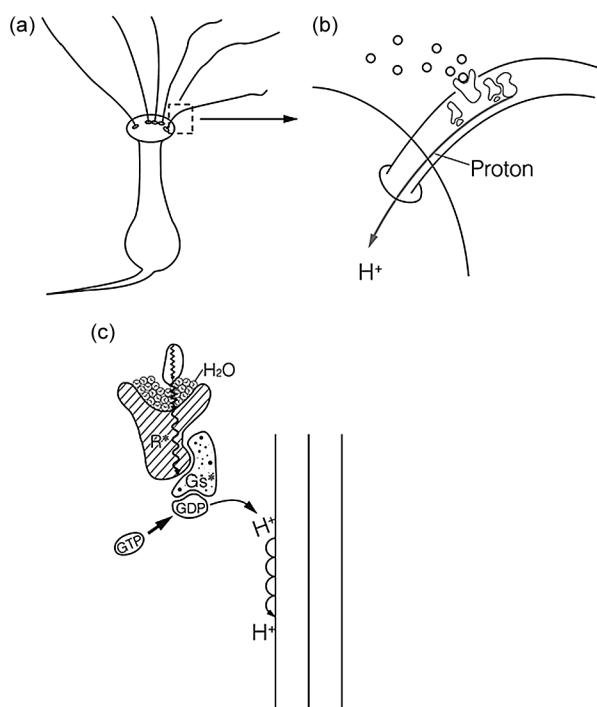 (a)
(b)
Proton
H⁺
(c)
H₂O
R*
Gs*
GDP
GTP
H⁺
H⁺